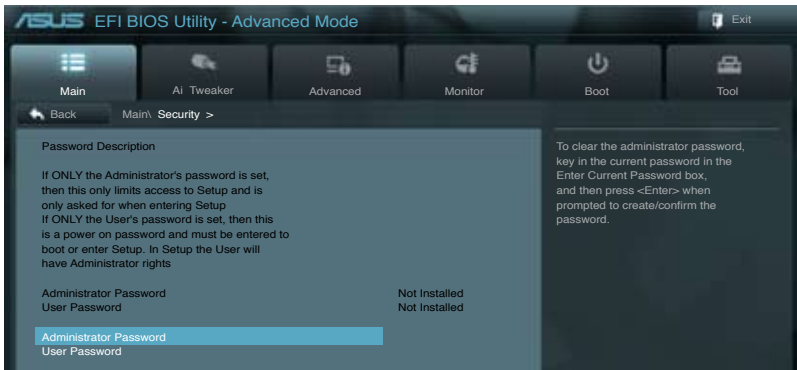 ASUS EFI BIOS Utility - Advanced Mode
Exit
Main
Ai Tweaker
Advanced
Monitor
Boot
Tool
Back
Main\ Security >
Password Description
If ONLY the Administrator's password is set,
then this only limits access to Setup and is
only asked for when entering Setup
If ONLY the User's password is set, then this
is a power on password and must be entered to
boot or enter Setup. In Setup the User will
have Administrator rights
Administrator Password Not Installed
User Password Not Installed
Administrator Password
User Password
To clear the administrator password,
key in the current password in the
Enter Current Password box,
and then press <Enter> when
prompted to create/confirm the
password.